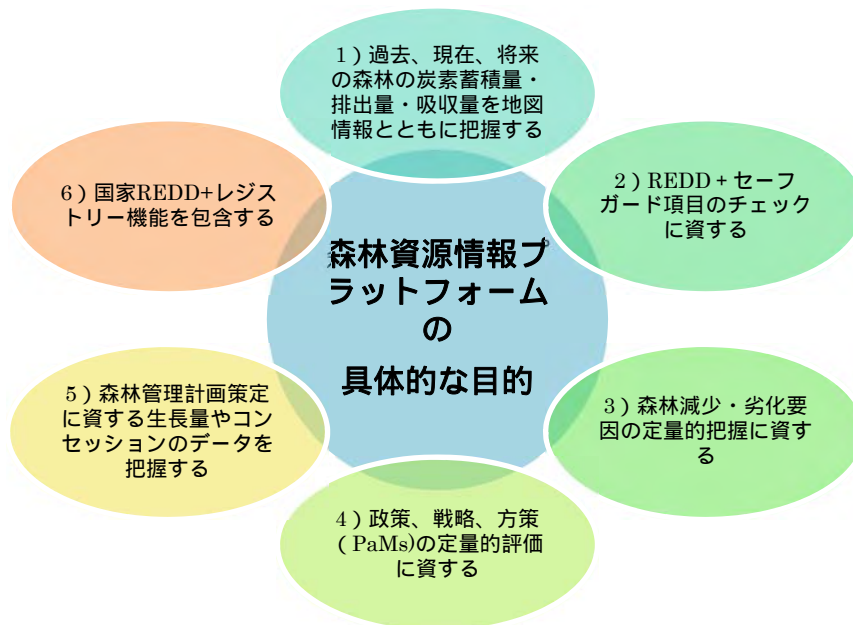 1）過去、現在、将来
の森林の炭素蓄積量・
排出量・吸収量を地図
情報とともに把握する
2）REDD+セーフ
ガード項目のチェック
に資する
3）森林減少・劣化要
因の定量的把握に資す
る
4）政策、戦略、方策
（PaMs)の定量的評価
に資する
5）森林管理計画策定
に資する生長量やコン
セッションのデータを
把握する
6）国家REDD+レジス
トリー機能を包含する
森林資源情報プ
ラットフォーム
の
具体的な目的